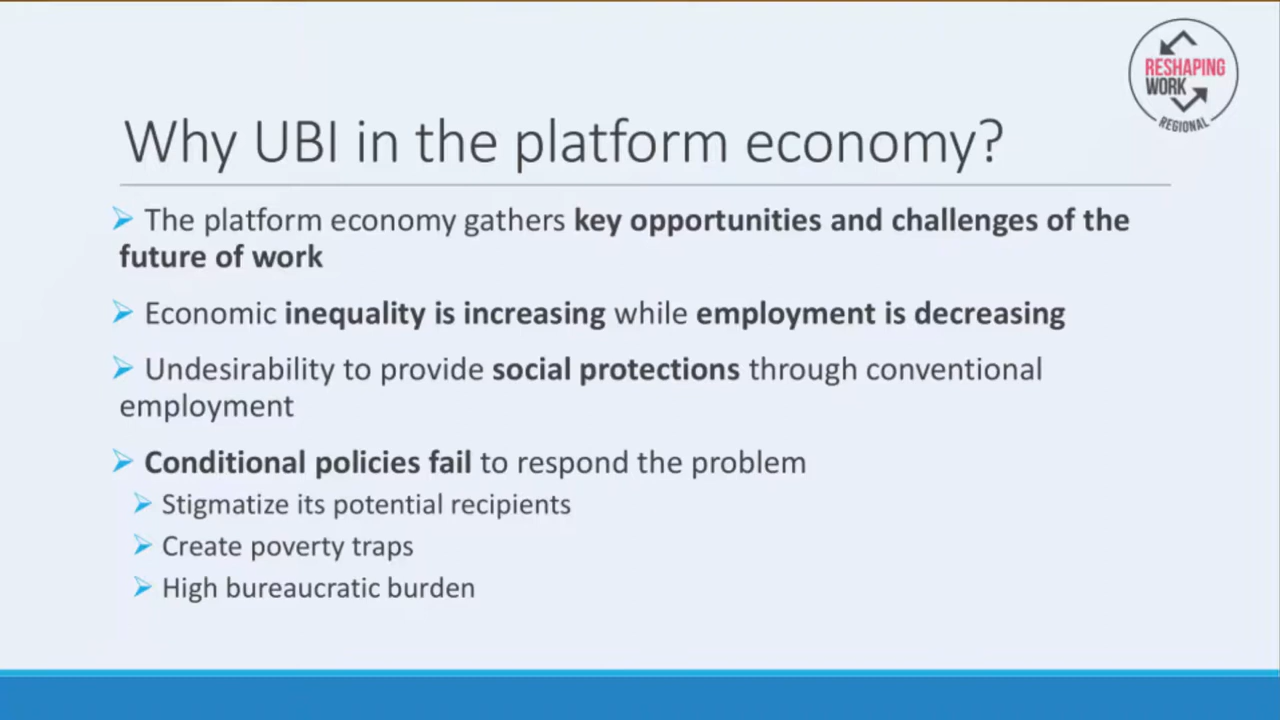 RESHAPING
WORK
REGIONAL
Why UBI in the platform economy?
The platform economy gathers key opportunities and challenges of the
future of work
Economic inequality is increasing while employment is decreasing
Undesirability to provide social protections through conventional
employment
Conditional policies fail to respond the problem
Stigmatize its potential recipients
Create poverty traps
High bureaucratic burden